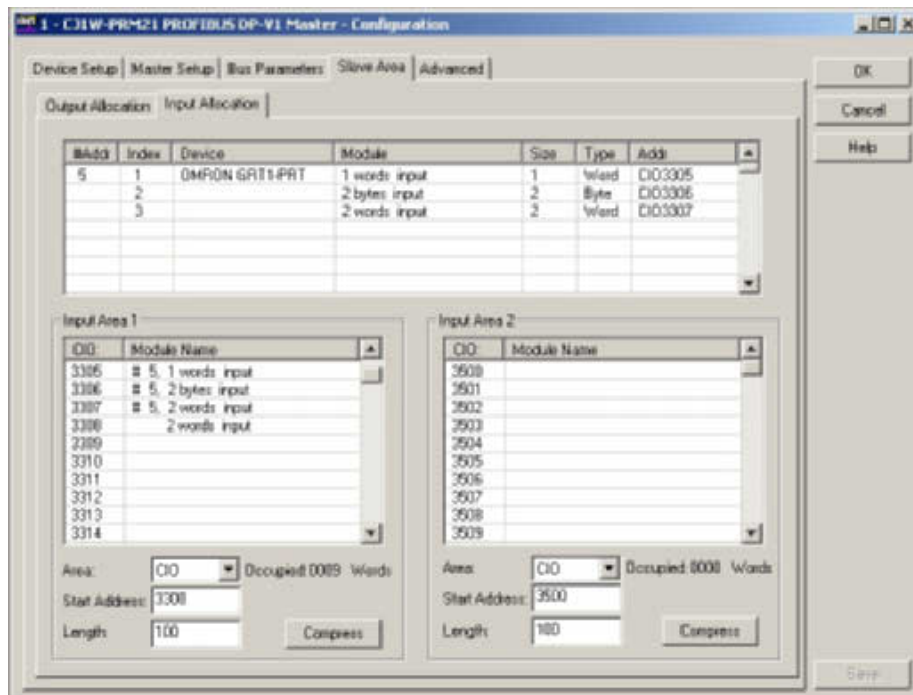 1 - CJ1W-PRM21 PROFIBUS DP-V1 Master - Configuration
Device Setup Master Setup Bus Parameters Slave Area Advanced
OK
Output Allocation Input Allocation
Cancel
Help
#Addr Index Device Module Size Type Addr
5 1 OMRON GRT1-PRT 1 words input 1 Word CIO3305
2 2 bytes input 2 Byte CIO3306
3 2 words input 2 Word CIO3307
Input Area 1
CIO: Module Name
3305 # 5, 1 words input
3306 # 5, 2 bytes input
3307 # 5, 2 words input
3308 2 words input
3309
3310
3311
3312
3313
3314
Area: CIO Occupied: 0009 Words
Start Address: 3300
Length: 100 Compress
Input Area 2
CIO: Module Name
3500
3501
3502
3503
3504
3505
3506
3507
3508
3509
Area: CIO Occupied: 0000 Words
Start Address: 3500
Length: 100 Compress
Save